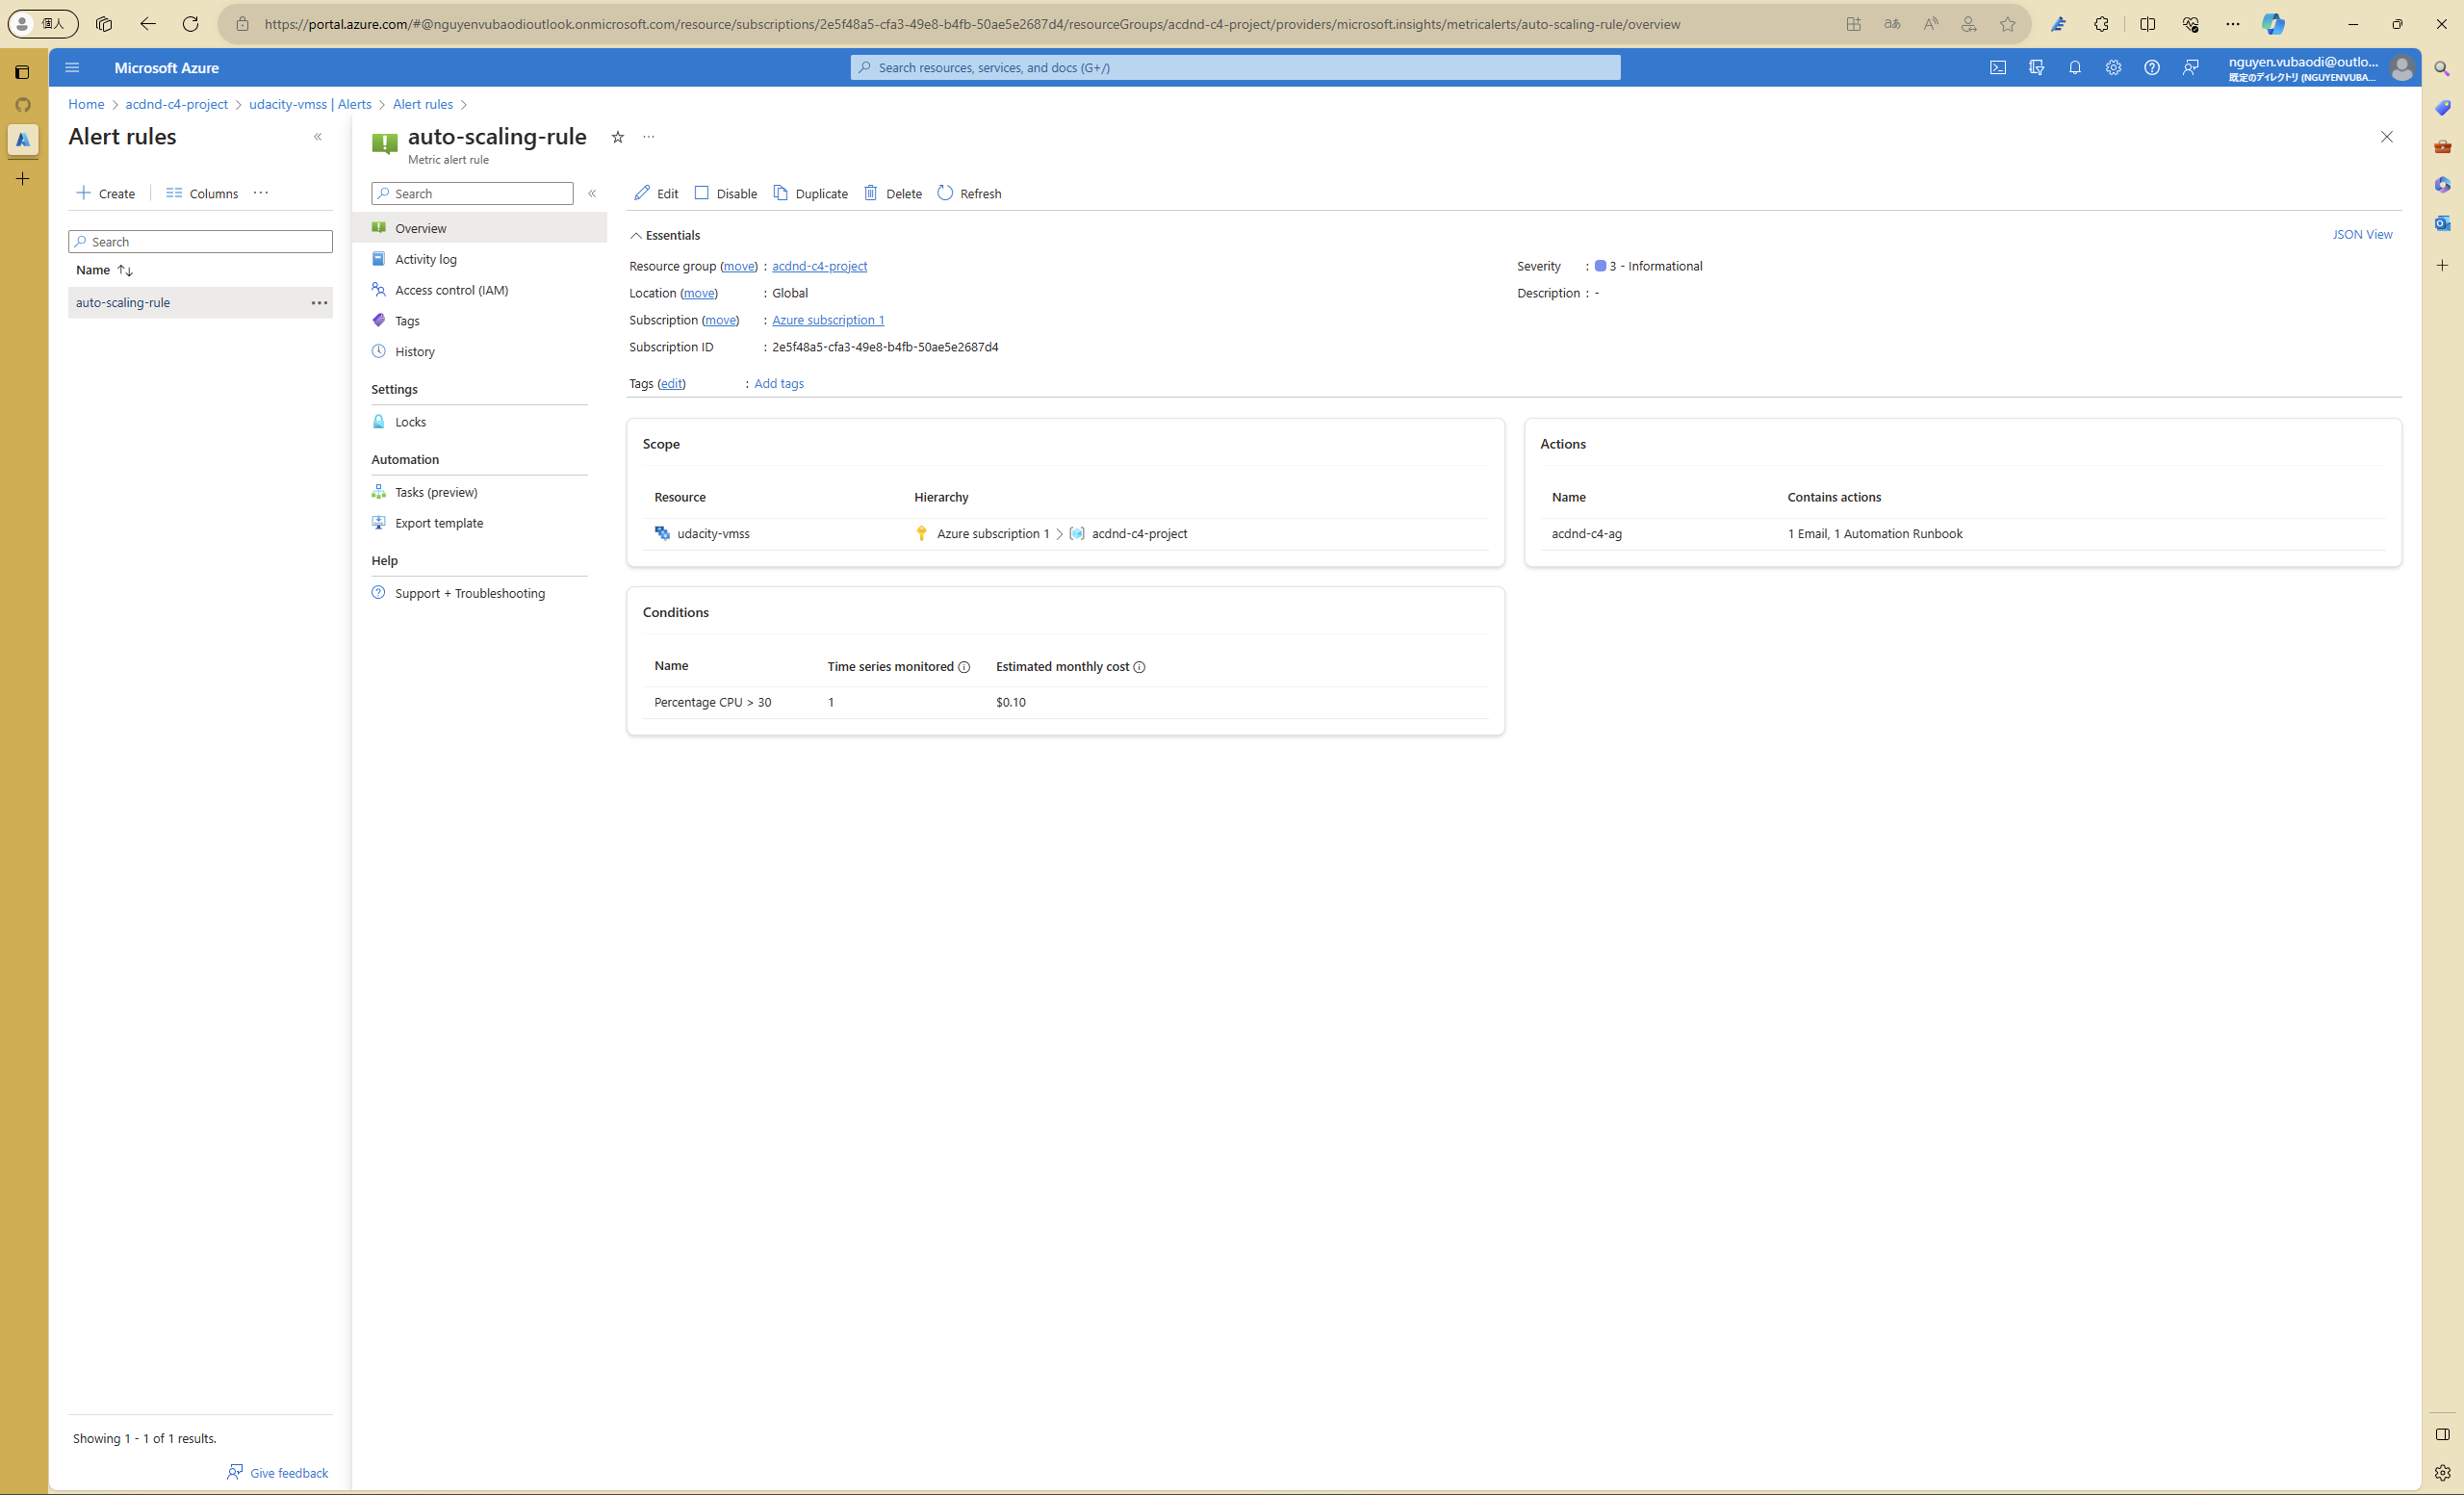 個人
https://portal.azure.com/#@nguyenvubaodioutlook.onmicrosoft.com/resource/subscriptions/2e5f48a5-cfa3-49e8-b4fb-50ae5e2687d4/resourceGroups/acdnd-c4-project/providers/microsoft.insights/metricalerts/auto-scaling-rule/overview
Microsoft Azure
Search resources, services, and docs (G+/)
nguyen.vubaodi@outlo...
既定のディレクトリ (NGUYENVUBA...
Home > acdnd-c4-project > udacity-vmss | Alerts > Alert rules >
Alert rules
Create
Columns
Search
Name
auto-scaling-rule
Showing 1 - 1 of 1 results.
Give feedback
auto-scaling-rule
Metric alert rule
Search
Overview
Activity log
Access control (IAM)
Tags
History
Settings
Locks
Automation
Tasks (preview)
Export template
Help
Support + Troubleshooting
Edit
Disable
Duplicate
Delete
Refresh
Essentials
JSON View
Resource group (move) : acdnd-c4-project
Location (move) : Global
Subscription (move) : Azure subscription 1
Subscription ID : 2e5f48a5-cfa3-49e8-b4fb-50ae5e2687d4
Tags (edit) : Add tags
Severity : 3 - Informational
Description : -
Scope
Resource Hierarchy
udacity-vmss Azure subscription 1 > acdnd-c4-project
Actions
Name Contains actions
acdnd-c4-ag 1 Email, 1 Automation Runbook
Conditions
Name Time series monitored Estimated monthly cost
Percentage CPU > 30 1 $0.10